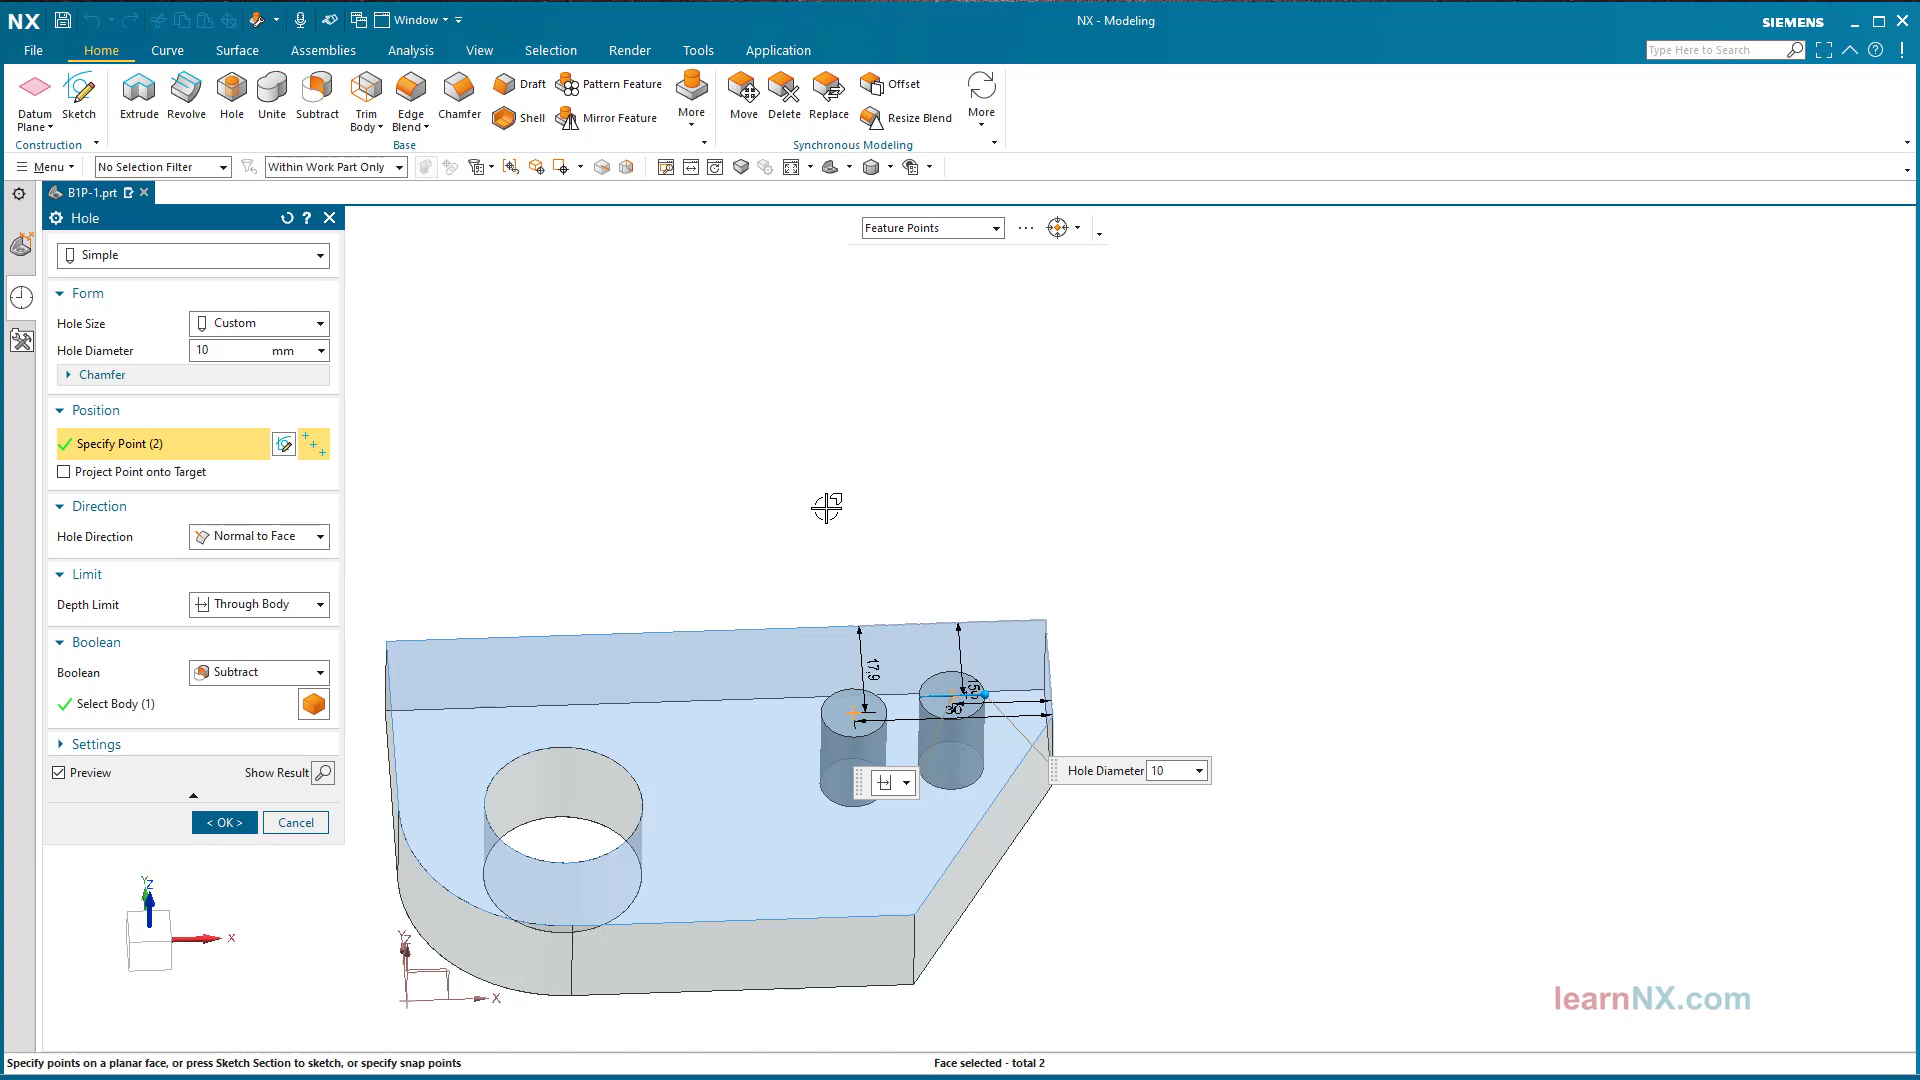 NX
Window
NX - Modeling
SIEMENS
File
Home
Curve
Surface
Assemblies
Analysis
View
Selection
Render
Tools
Application
Type Here to Search
Datum Plane
Sketch
Extrude
Revolve
Hole
Unite
Subtract
Trim Body
Edge Blend
Chamfer
Draft
Shell
Pattern Feature
Mirror Feature
More
Move
Delete
Replace
Offset
Resize Blend
More
Construction
Base
Synchronous Modeling
Menu
No Selection Filter
Within Work Part Only
B1P-1.prt
Hole
Simple
Form
Hole Size
Custom
Hole Diameter
10 mm
Chamfer
Position
Specify Point (2)
Project Point onto Target
Direction
Hole Direction
Normal to Face
Limit
Depth Limit
Through Body
Boolean
Boolean
Subtract
Select Body (1)
Settings
Preview
Show Result
< OK >
Cancel
Feature Points
17,9
Hole Diameter 10
Y
Z
X
Y
Z
X
learnNX.com
Specify points on a planar face, or press Sketch Section to sketch, or specify snap points
Face selected - total 2